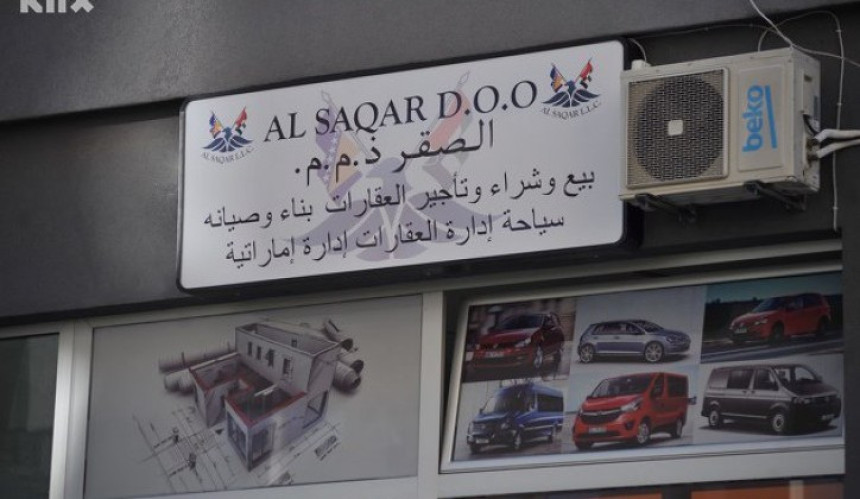 KliX
AL SAQAR D.O.O
AL SAQAR L.L.C.
AL SAQAR L.L.C.
الصقر ذ.م.م.
بيع وشراء وتأجير العقارات بناء وصيانه
سياحة إدارة العقارات إدارة إماراتية
beko